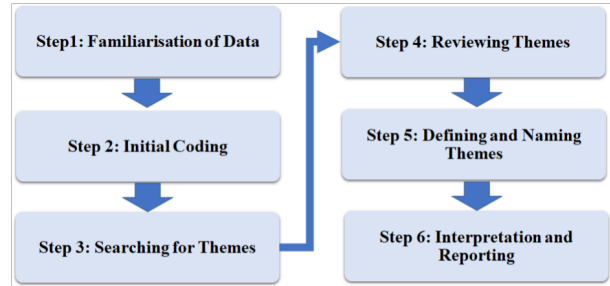 Step1: Familiarisation of Data
Step 2: Initial Coding
Step 3: Searching for Themes
Step 4: Reviewing Themes
Step 5: Defining and Naming
Themes
Step 6: Interpretation and
Reporting